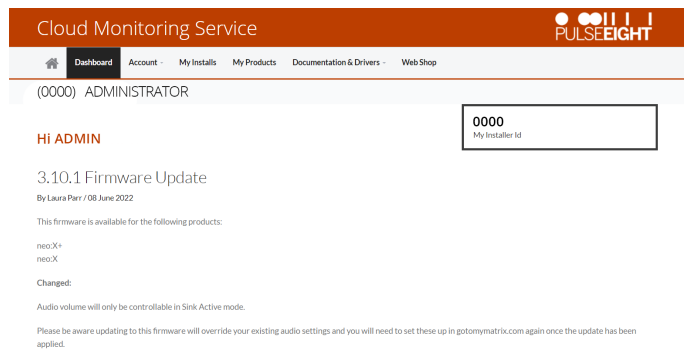 Cloud Monitoring Service
PULSEEIGHT
Dashboard Account - My Installs My Products Documentation & Drivers - Web Shop
(0000) ADMINISTRATOR
0000
My Installer Id
Hi ADMIN
3.10.1 Firmware Update
By Laura Parr / 08 June 2022
This firmware is available for the following products:
neo:X+
neo:X
Changed:
Audio volume will only be controllable in Sink Active mode.
Please be aware updating to this firmware will override your existing audio settings and you will need to set these up in gotomymatrix.com again once the update has been
applied.